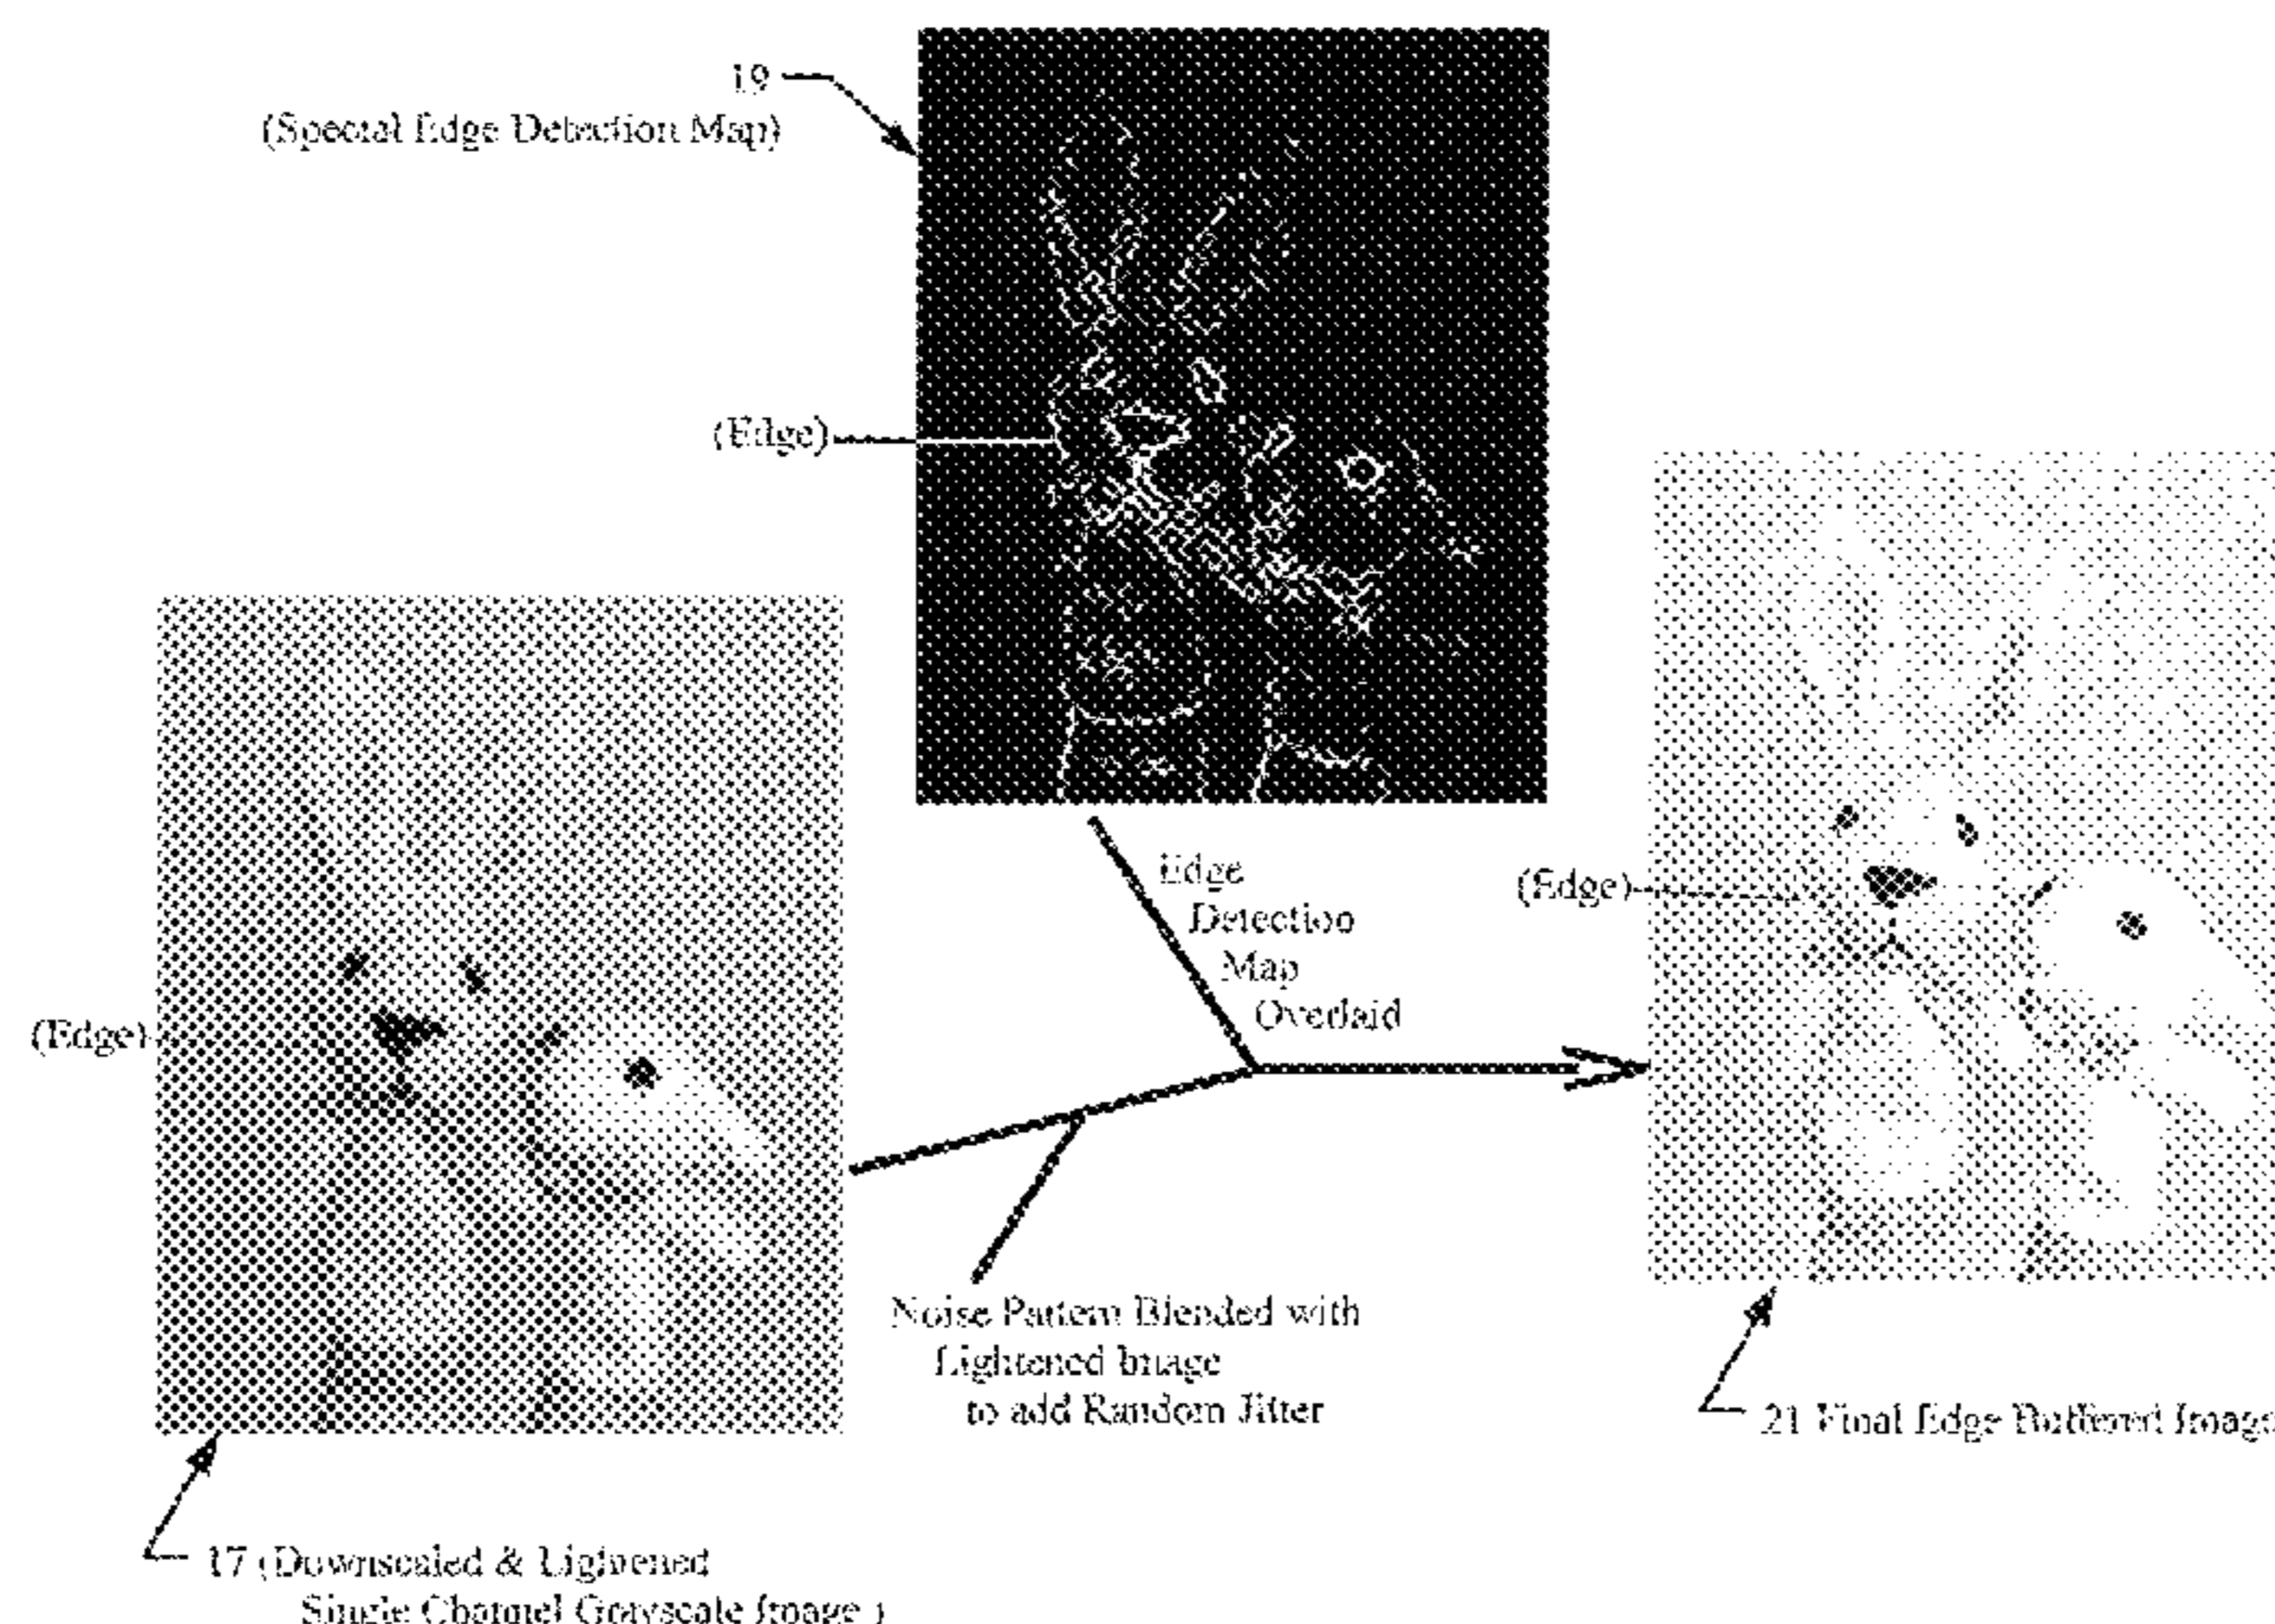 19
(Special Edge Detection Map)
(Edge)
(Edge)
Edge
Detection
Map
Overlaid
(Edge)
Noise Pattern Blended with
Lightened Image
to add Random Jitter
21 Final Edge Buffered Image
17 (Downscaled & Lightened
Single Channel Grayscale Image )